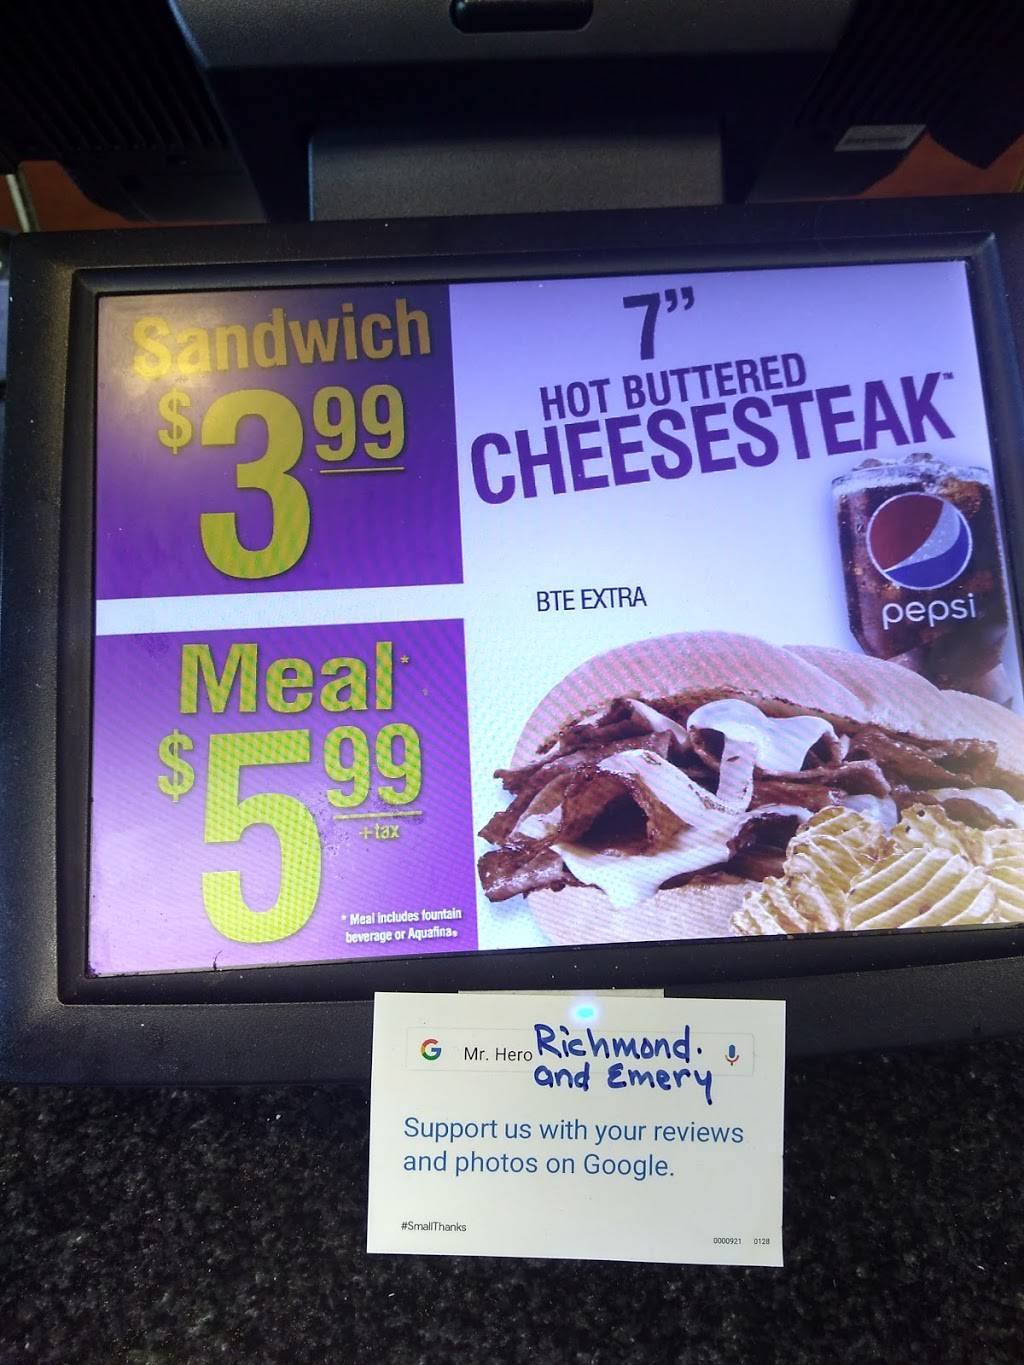 Sandwich
$3.99
7”
HOT BUTTERED
CHEESESTEAK™
BTE EXTRA
pepsi
Meal*
$5.99
+tax
* Meal includes fountain
beverage or Aquafina®
G Mr. Hero Richmond.
and Emery
Support us with your reviews
and photos on Google.
#SmallThanks
0000921 0128